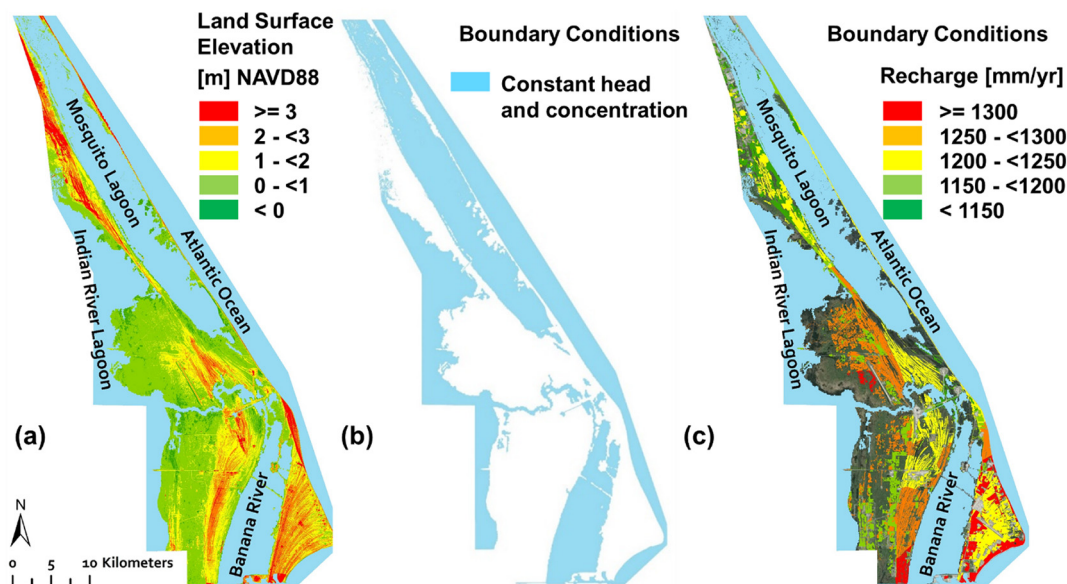 Land Surface
Elevation
[m] NAVD88
>= 3
2 - <3
1 - <2
0 - <1
< 0
Mosquito Lagoon
Atlantic Ocean
Indian River Lagoon
Banana River
(a)
N
0 5 10 Kilometers
Boundary Conditions
Constant head
and concentration
(b)
Boundary Conditions
Recharge [mm/yr]
>= 1300
1250 - <1300
1200 - <1250
1150 - <1200
< 1150
Mosquito Lagoon
Atlantic Ocean
Indian River Lagoon
Banana River
(c)